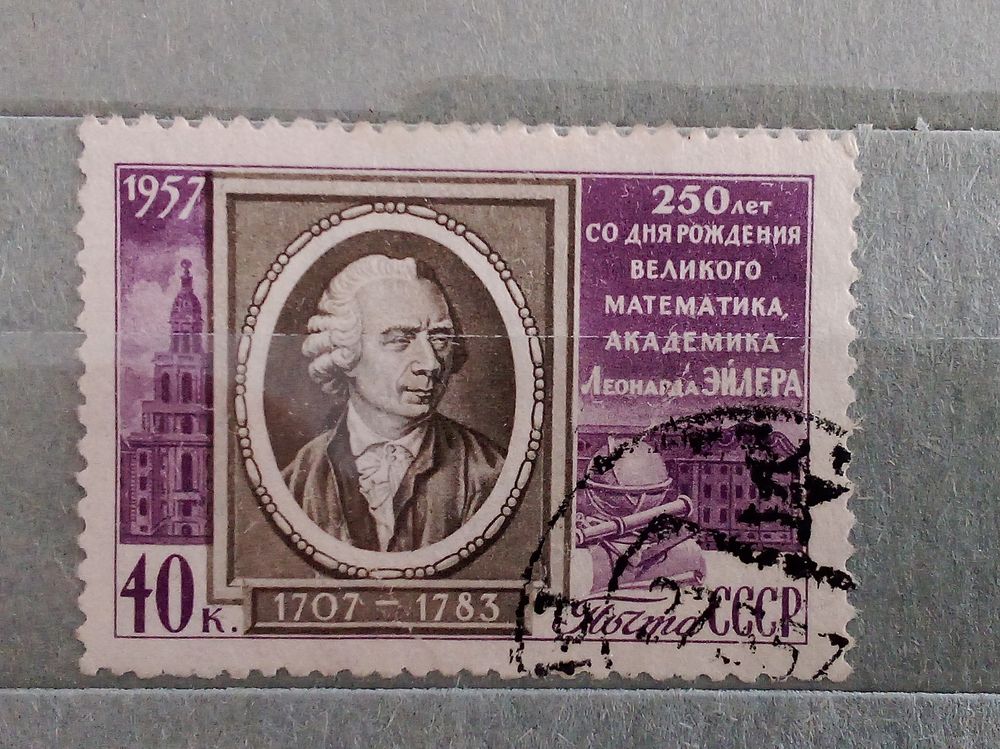 1957
250 лет
СО ДНЯ РОЖДЕНИЯ
ВЕЛИКОГО
МАТЕМАТИКА,
АКАДЕМИКА
ЛЕОНАРДА ЭЙЛЕРА
40 К.
1707 – 1783
Почта СССР